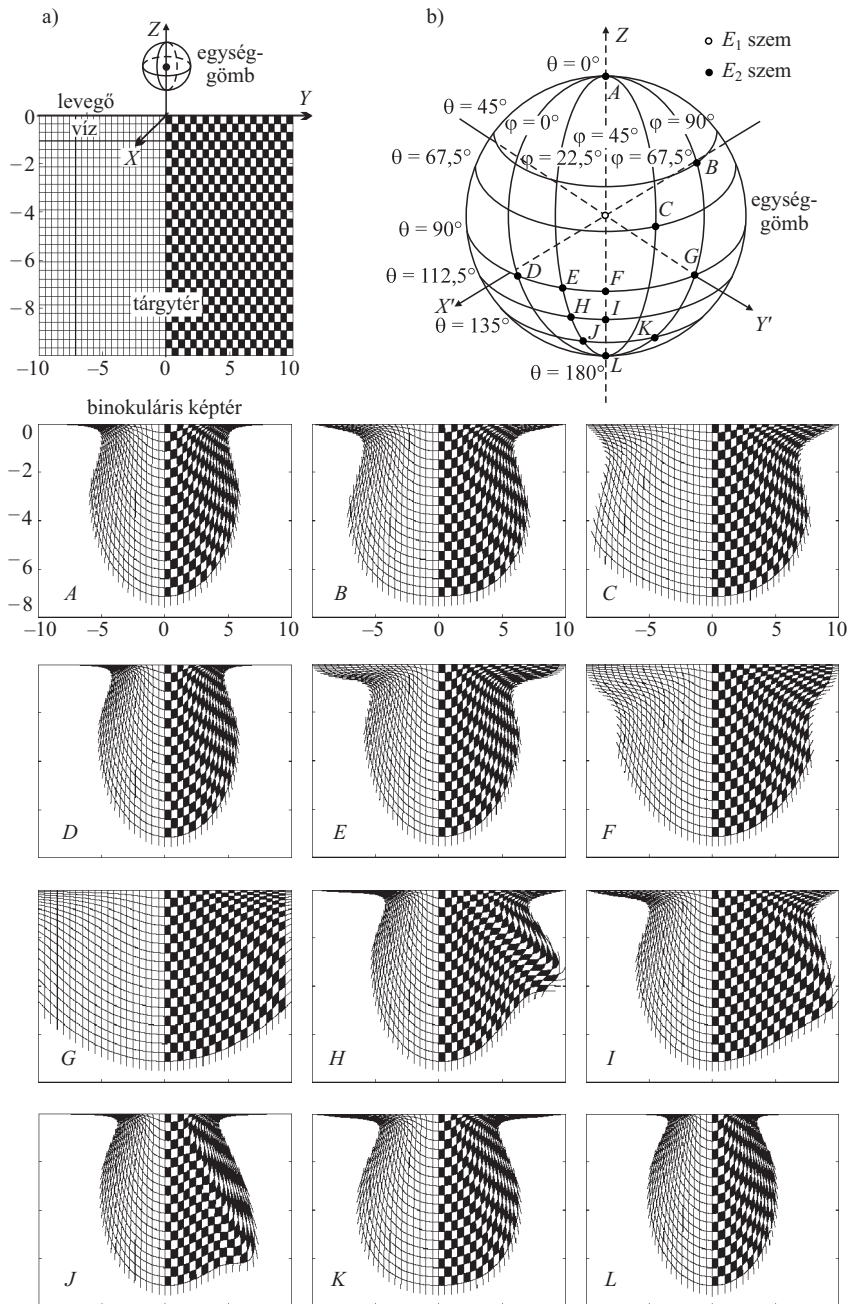 a)
Z
egység-
gömb
levegő
Y
0
víz
X
−2
−4
−6
−8
tárgytér
−10 −5 0 5 10
b)
Z
E₁ szem
E₂ szem
θ = 0°
A
θ = 45°
φ = 0°
φ = 90°
φ = 45°
θ = 67,5°
φ = 22,5°
φ = 67,5°
B
egység-
gömb
C
θ = 90°
G
D
E
F
θ = 112,5°
X'
H
I
Y'
θ = 135°
J
K
θ = 180°
L
binokuláris képtér
0
−2
−4
−6
−8
A
B
C
−10 −5 0 5 10
−5 0 5 10
−5 0 5 10
D
E
F
G
H
I
J
K
L